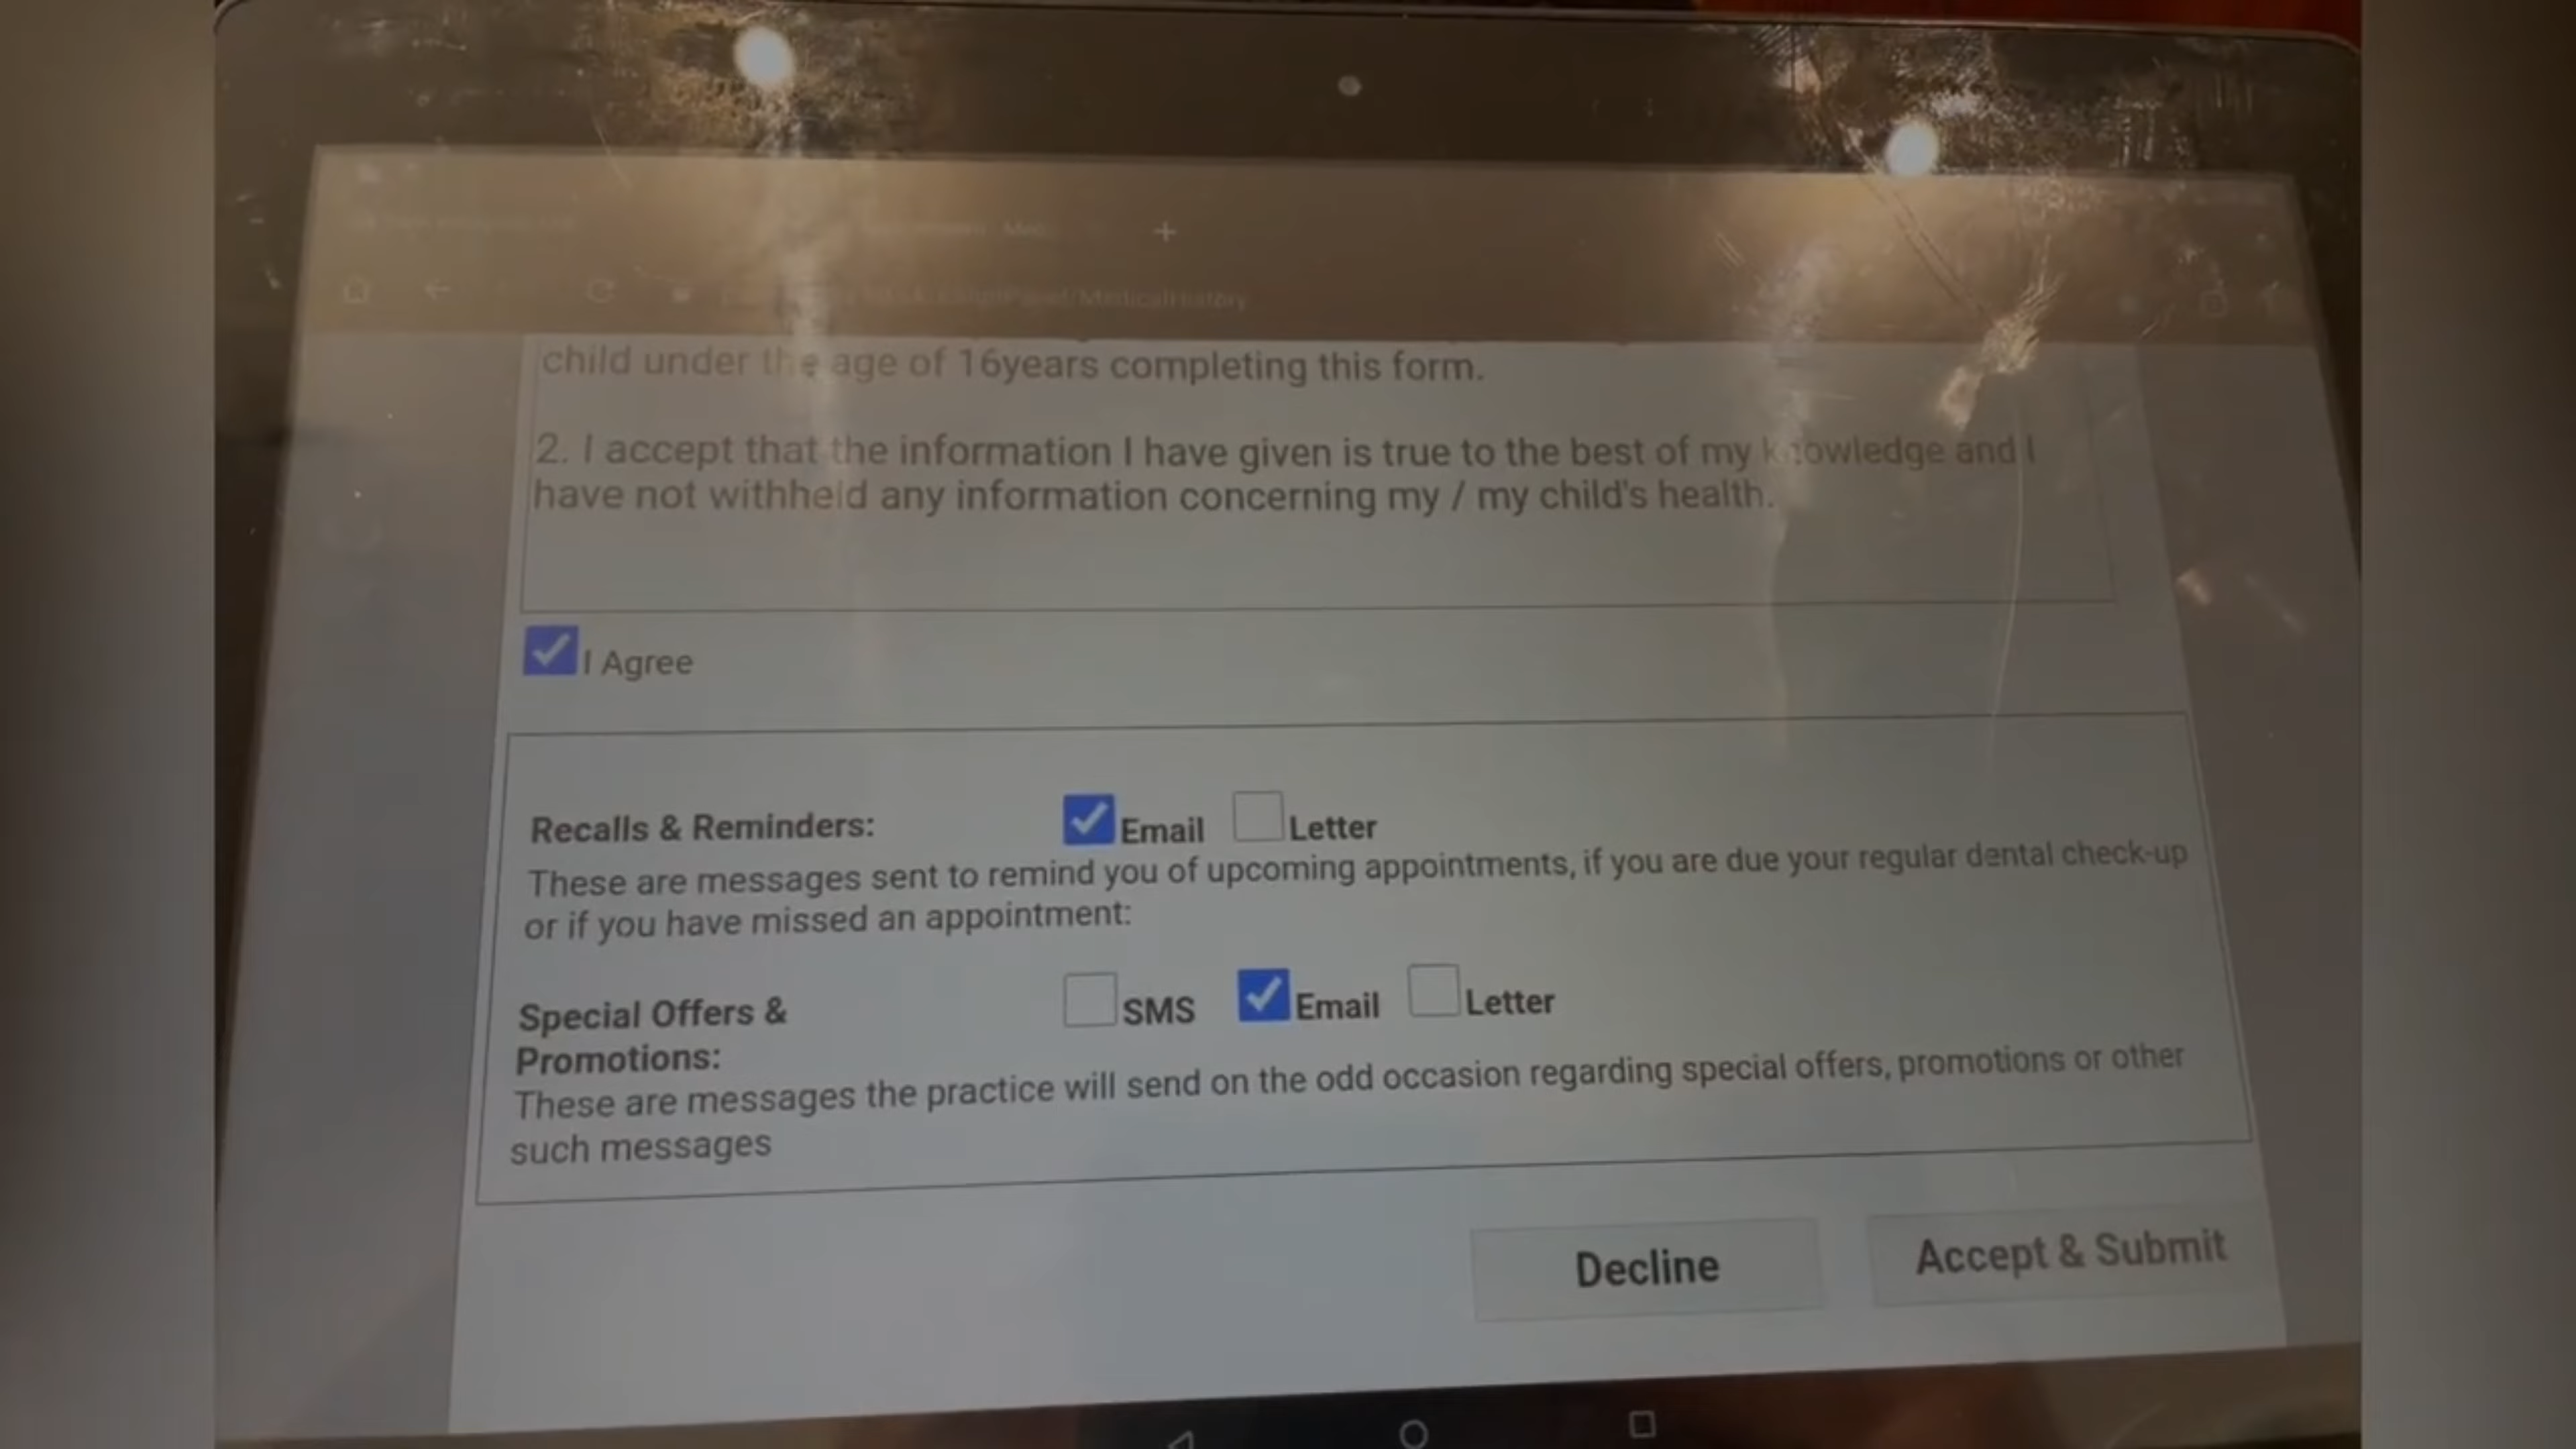 +
child under the age of 16years completing this form.
2. I accept that the information I have given is true to the best of my knowledge and I
have not withheld any information concerning my / my child's health.
I Agree
Recalls & Reminders: Email Letter
These are messages sent to remind you of upcoming appointments, if you are due your regular dental check-up
or if you have missed an appointment:
Special Offers & SMS Email Letter
Promotions:
These are messages the practice will send on the odd occasion regarding special offers, promotions or other
such messages
Decline Accept & Submit